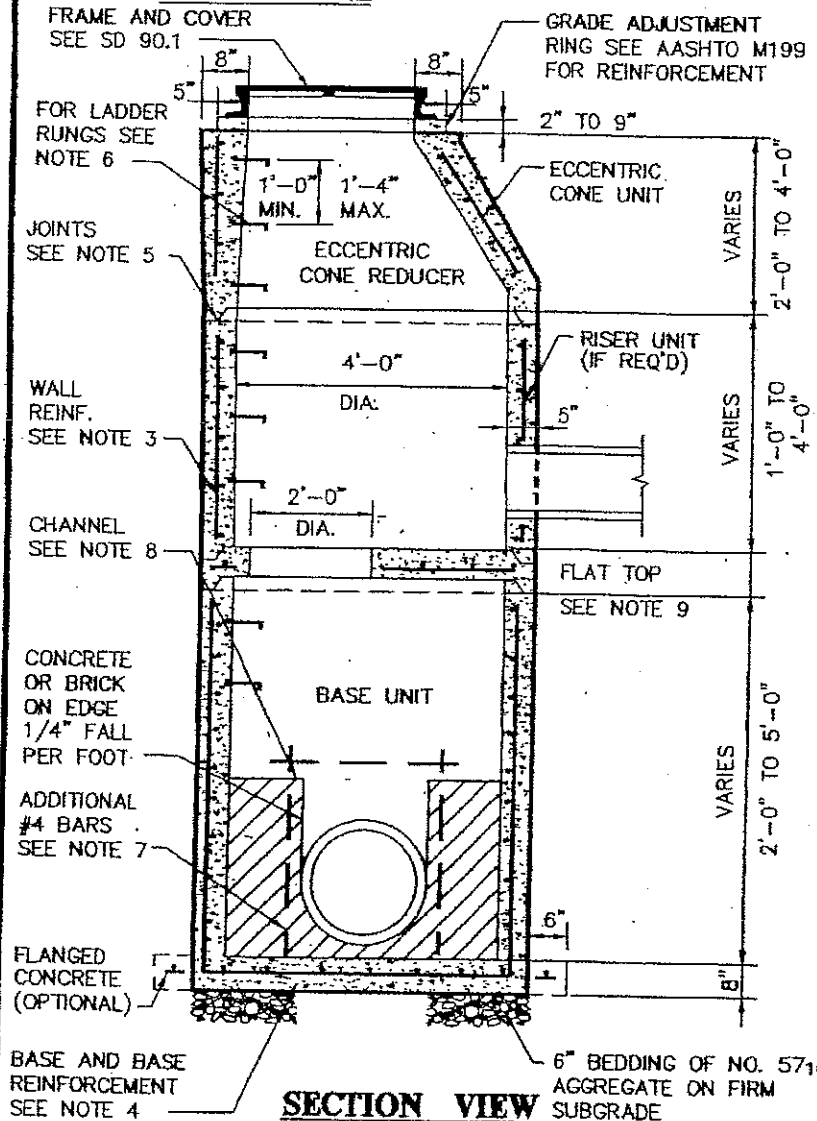 FRAME AND COVER
SEE SD 90.1
8"
8"
GRADE ADJUSTMENT
RING SEE AASHTO M199
FOR REINFORCEMENT
5"
5"
2" TO 9"
FOR LADDER
RUNGS SEE
NOTE 6
1'-0"
MIN.
1'-4"
MAX.
ECCENTRIC
CONE UNIT
VARIES
2'-0" TO 4'-0"
JOINTS
SEE NOTE 5
ECCENTRIC
CONE REDUCER
RISER UNIT
(IF REQ'D)
4'-0"
DIA.
5"
VARIES
1'-0" TO
4'-0"
WALL
REINF.
SEE NOTE 3
2'-0"
DIA.
CHANNEL
SEE NOTE 8
FLAT TOP
SEE NOTE 9
CONCRETE
OR BRICK
ON EDGE
1/4" FALL
PER FOOT
BASE UNIT
VARIES
2'-0" TO 5'-0"
ADDITIONAL
#4 BARS
SEE NOTE 7
6"
FLANGED
CONCRETE
(OPTIONAL)
8"
BASE AND BASE
REINFORCEMENT
SEE NOTE 4
6" BEDDING OF NO. 57
AGGREGATE ON FIRM
SUBGRADE
SECTION VIEW